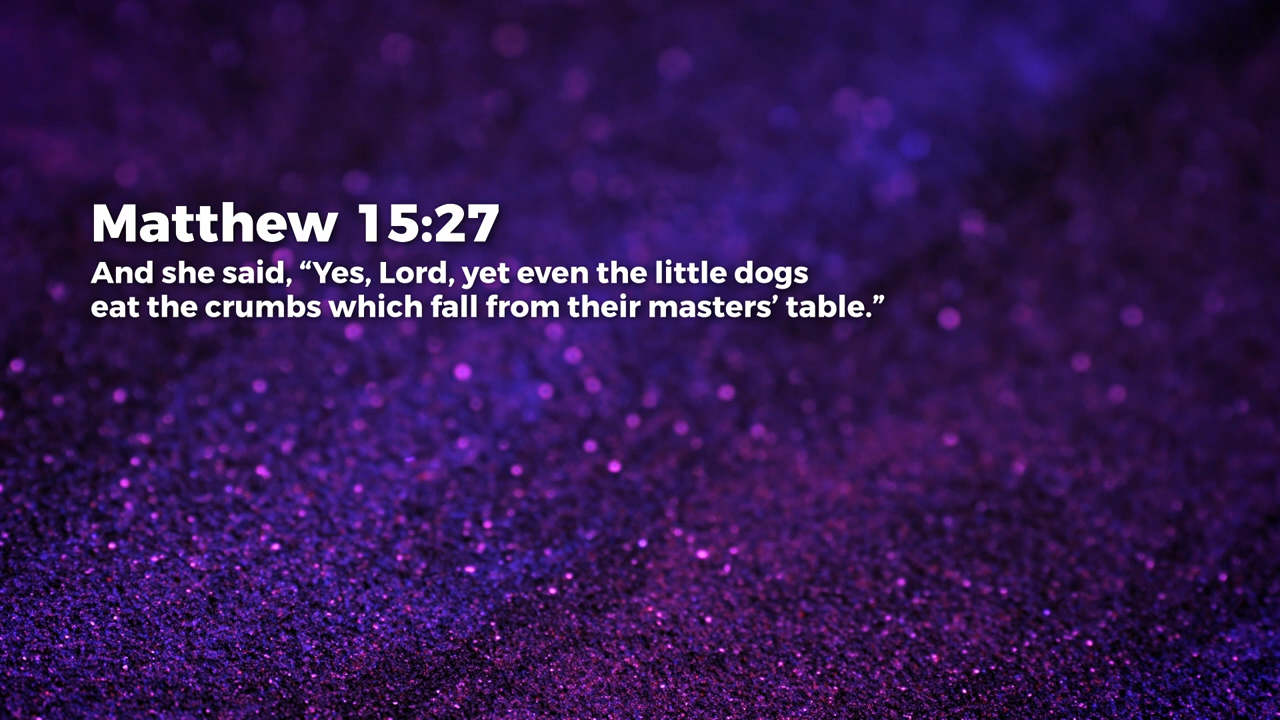 Matthew 15:27
And she said, “Yes, Lord, yet even the little dogs
eat the crumbs which fall from their masters’ table.”